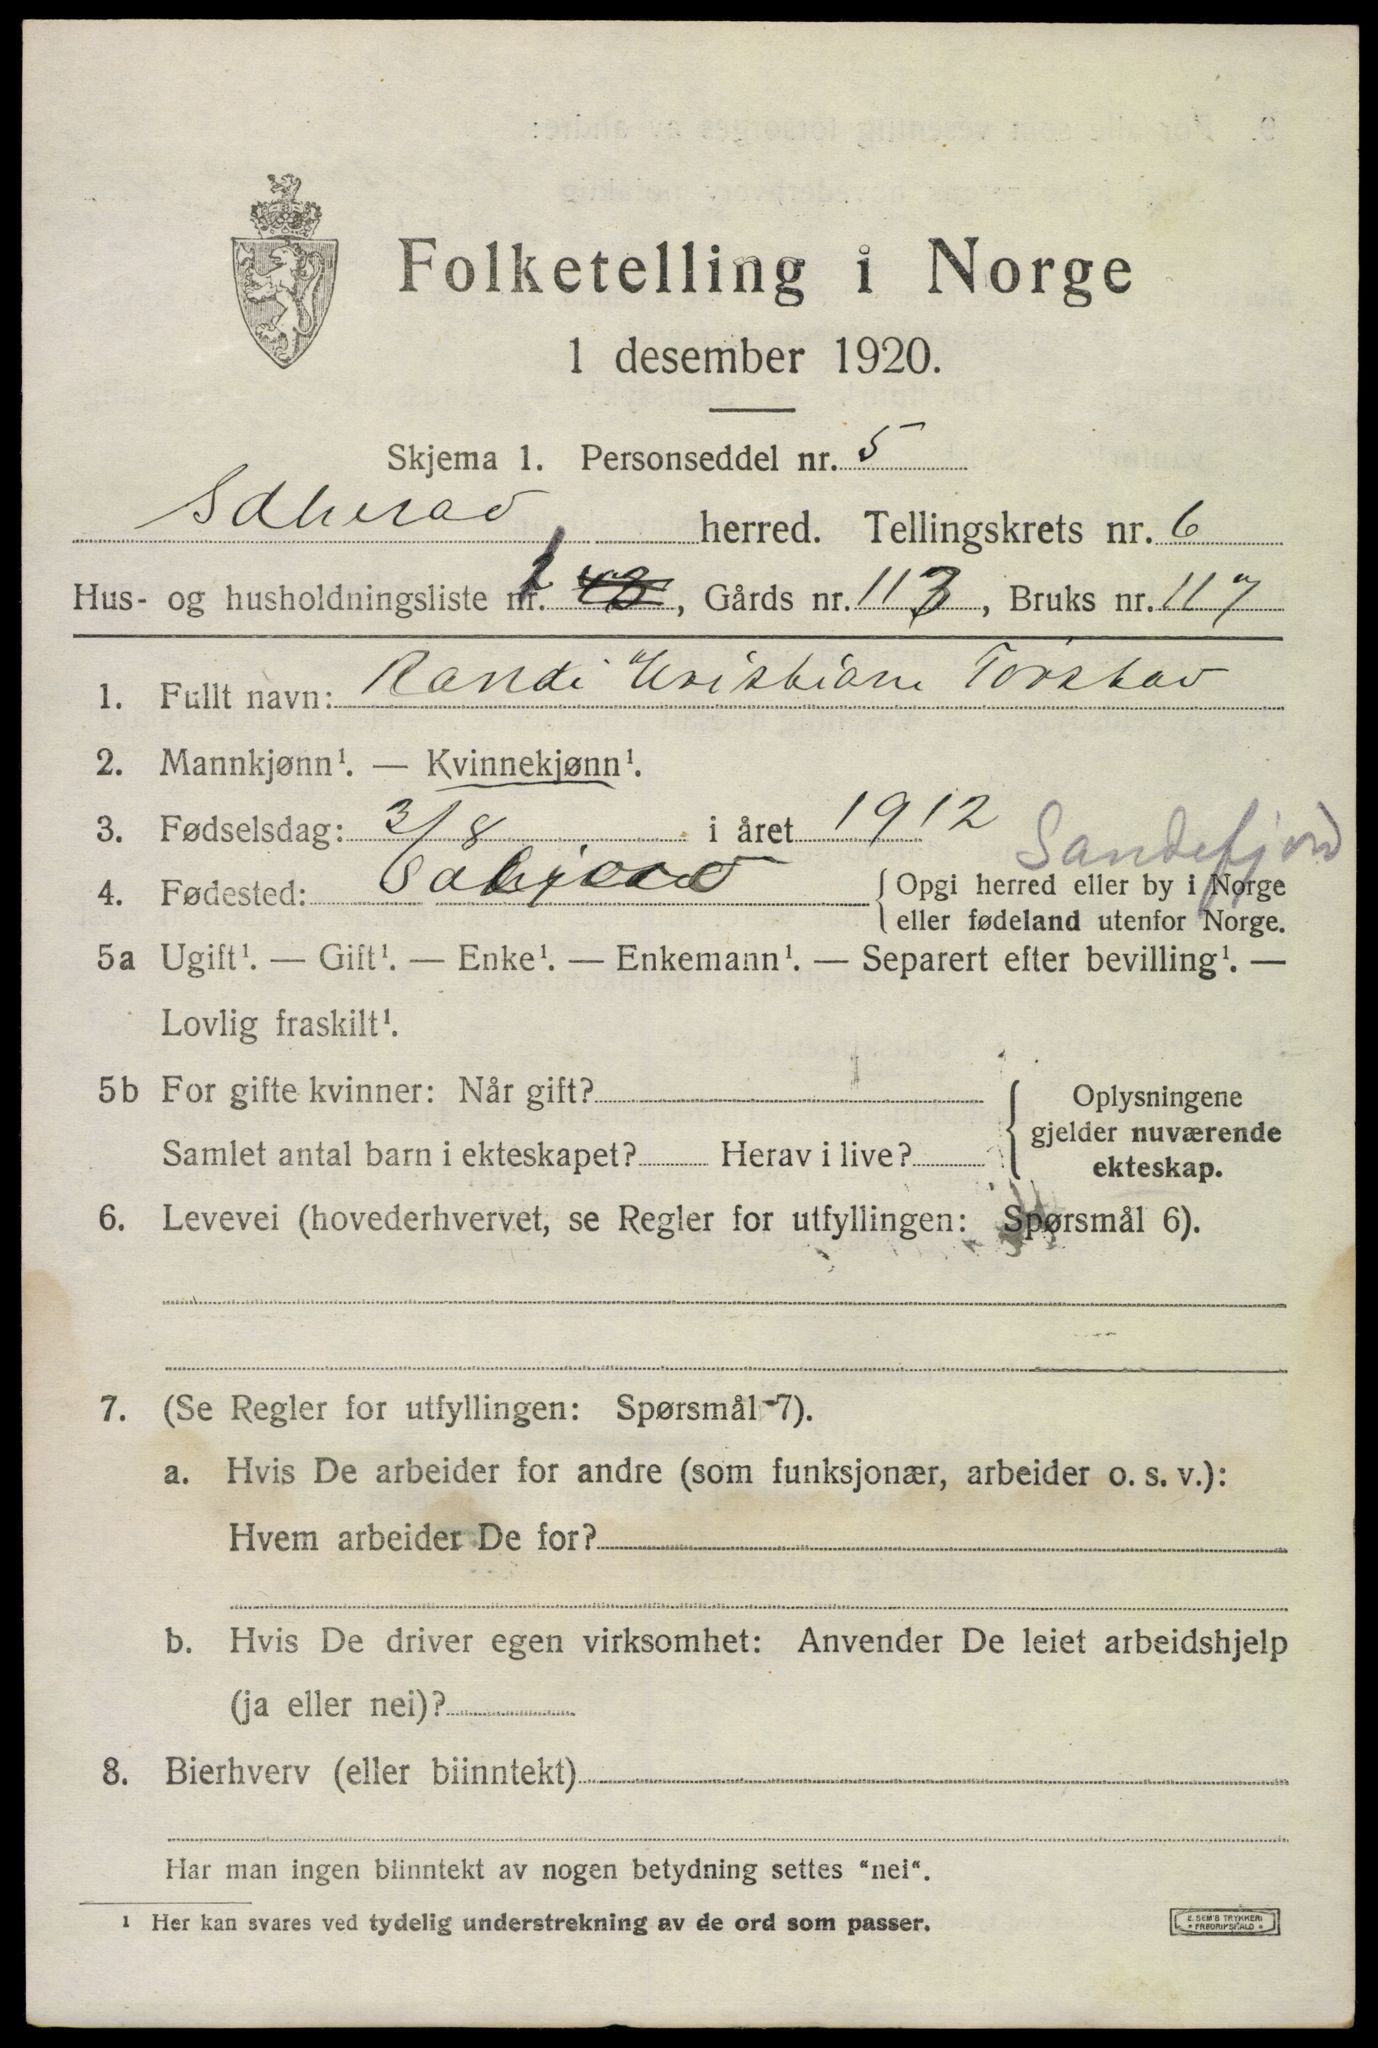 Folketelling i Norge
1 desember 1920.
Skjema 1. Personseddel nr. 5
herred. Tellingskrets nr. 6
Hus- og husholdningsliste nr. , Gårds nr. 113, Bruks nr. 117
1. Fullt navn: Randi Kristiane Torstad
2. Mannkjønn¹. — Kvinnekjønn¹.
3. Fødselsdag: 3/8 i året 1912
Sandefjord
4. Fødested: { Opgi herred eller by i Norge
eller fødeland utenfor Norge.
5a Ugift¹. — Gift¹. — Enke¹. — Enkemann¹. — Separert efter bevilling¹. —
Lovlig fraskilt¹.
5b For gifte kvinner: Når gift?
Samlet antal barn i ekteskapet? Herav i live?
{ Oplysningene
gjelder nuværende
ekteskap.
6. Levevei (hovederhvervet, se Regler for utfyllingen: Spørsmål 6).
7. (Se Regler for utfyllingen: Spørsmål 7).
a. Hvis De arbeider for andre (som funksjonær, arbeider o. s. v.):
Hvem arbeider De for?
b. Hvis De driver egen virksomhet: Anvender De leiet arbeidshjelp
(ja eller nei)?
8. Bierhverv (eller biinntekt)
Har man ingen biinntekt av nogen betydning settes "nei".
¹ Her kan svares ved tydelig understrekning av de ord som passer.
E. SEM'S TRYKKERI
FREDRIKSHALD